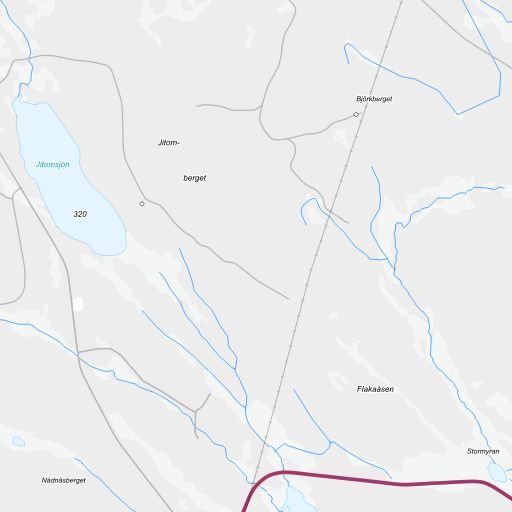 Björkberget
Jitom-
berget
Jitomsjön
320
Flakaåsen
Stormyran
Nädnäsberget